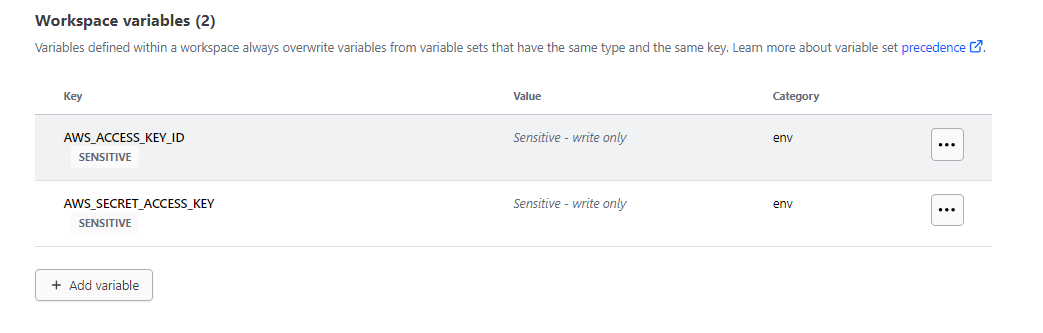 Workspace variables (2)
Variables defined within a workspace always overwrite variables from variable sets that have the same type and the same key. Learn more about variable set precedence.
Key Value Category
AWS_ACCESS_KEY_ID Sensitive - write only env
SENSITIVE
AWS_SECRET_ACCESS_KEY Sensitive - write only env
SENSITIVE
+ Add variable